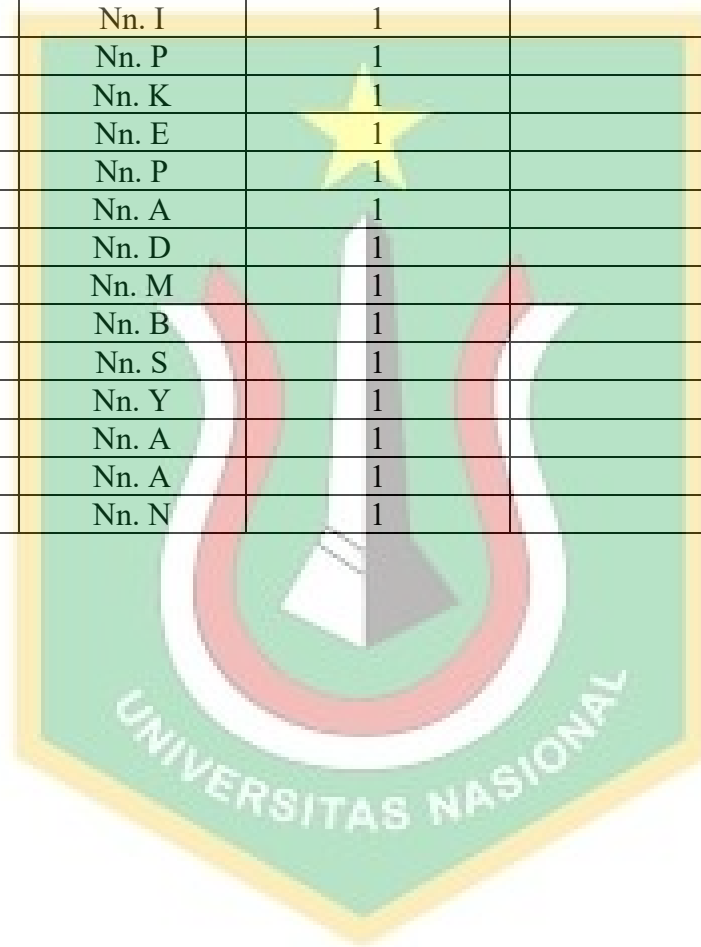 Nn. I 1
Nn. P 1
Nn. K 1
Nn. E 1
Nn. P 1
Nn. A 1
Nn. D 1
Nn. M 1
Nn. B 1
Nn. S 1
Nn. Y 1
Nn. A 1
Nn. A 1
Nn. N 1
UNIVERSITAS NASIONAL